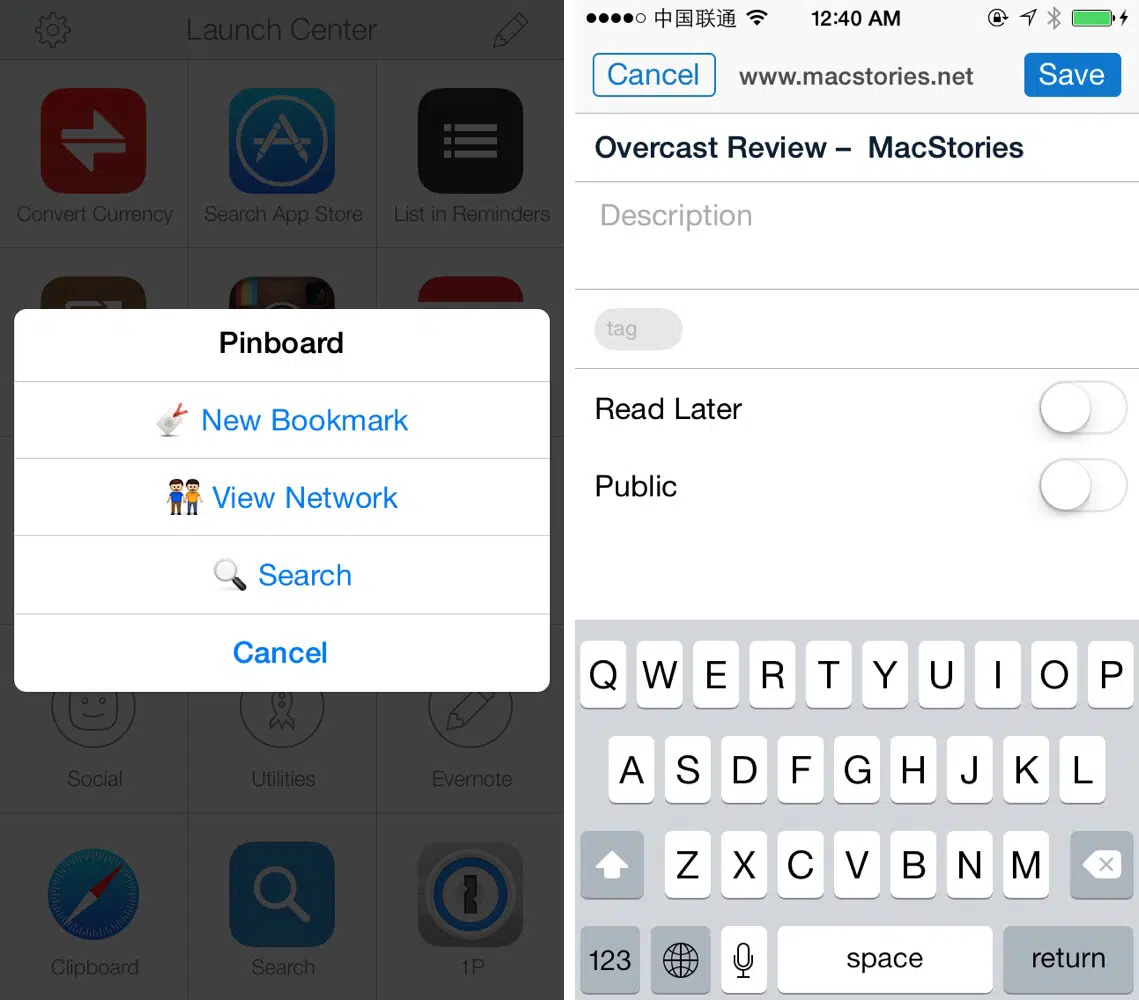 Launch Center
Convert Currency
Search App Store
List in Reminders
Pinboard
New Bookmark
View Network
Search
Cancel
Social
Utilities
Evernote
Clipboard
Search
1P
中国联通
12:40 AM
Cancel
www.macstories.net
Save
Overcast Review – MacStories
Description
tag
Read Later
Public
Q W E R T Y U I O P
A S D F G H J K L
Z X C V B N M
123
space
return